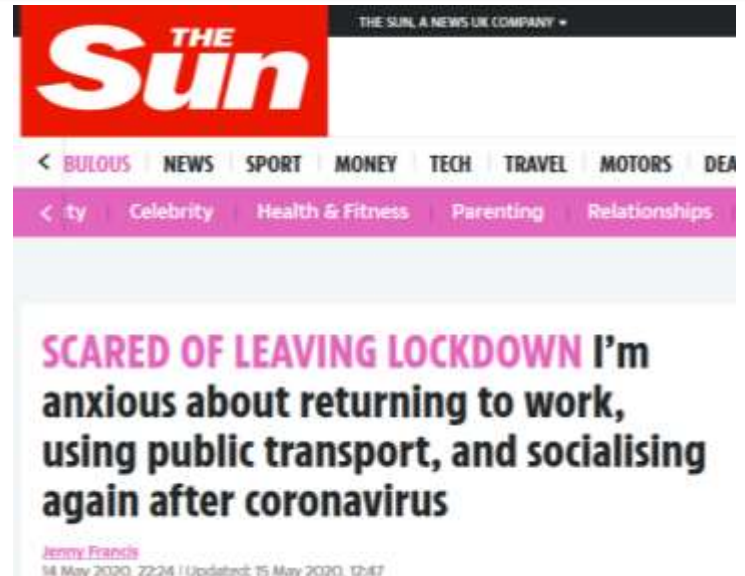 THE SUN, A NEWS UK COMPANY
THE
Sun
< BULOUS NEWS SPORT MONEY TECH TRAVEL MOTORS DEA
< ty Celebrity Health & Fitness Parenting Relationships
SCARED OF LEAVING LOCKDOWN I'm
anxious about returning to work,
using public transport, and socialising
again after coronavirus
Jenny Francis
14 May 2020, 22:24 | Updated: 15 May 2020, 12:47